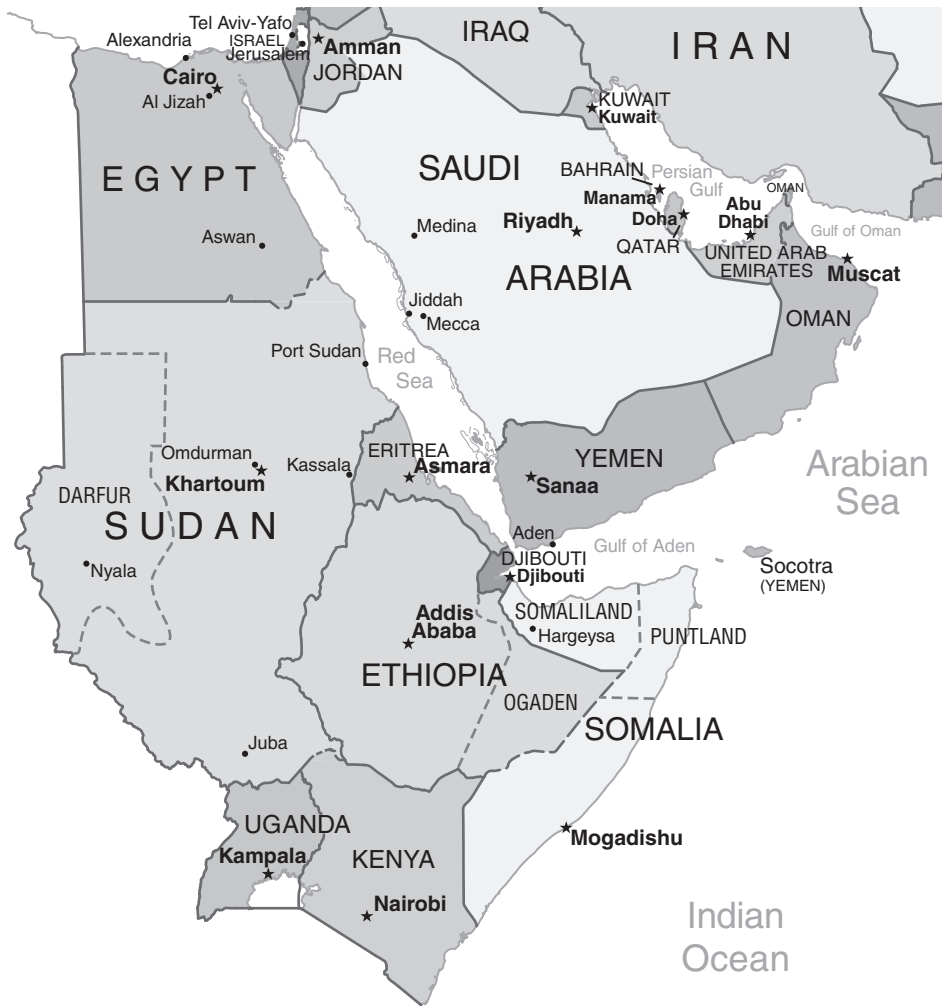 Tel Aviv-Yafo
Alexandria
ISRAEL
Jerusalem
Amman
JORDAN
IRAQ
IRAN
Cairo
Al Jizah
KUWAIT
Kuwait
EGYPT
SAUDI
ARABIA
BAHRAIN
Manama
Persian
Gulf
OMAN
Doha
QATAR
Abu
Dhabi
UNITED ARAB
EMIRATES
Gulf of Oman
Muscat
OMAN
Aswan
Medina
Riyadh
Jiddah
Mecca
Port Sudan
Red
Sea
Omdurman
Khartoum
Kassala
ERITREA
Asmara
YEMEN
Sanaa
Arabian
Sea
DARFUR
SUDAN
Nyala
Aden
Gulf of Aden
DJIBOUTI
Djibouti
Socotra
(YEMEN)
Addis
Ababa
ETHIOPIA
SOMALILAND
Hargeysa
PUNTLAND
OGADEN
SOMALIA
Juba
UGANDA
Kampala
KENYA
Nairobi
Mogadishu
Indian
Ocean